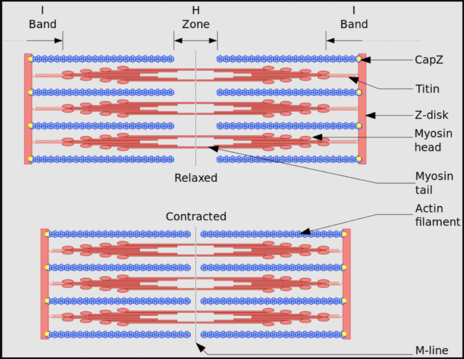 I
Band
H
Zone
I
Band
CapZ
Titin
Z-disk
Myosin
head
Relaxed
Myosin
tail
Contracted
Actin
filament
M-line